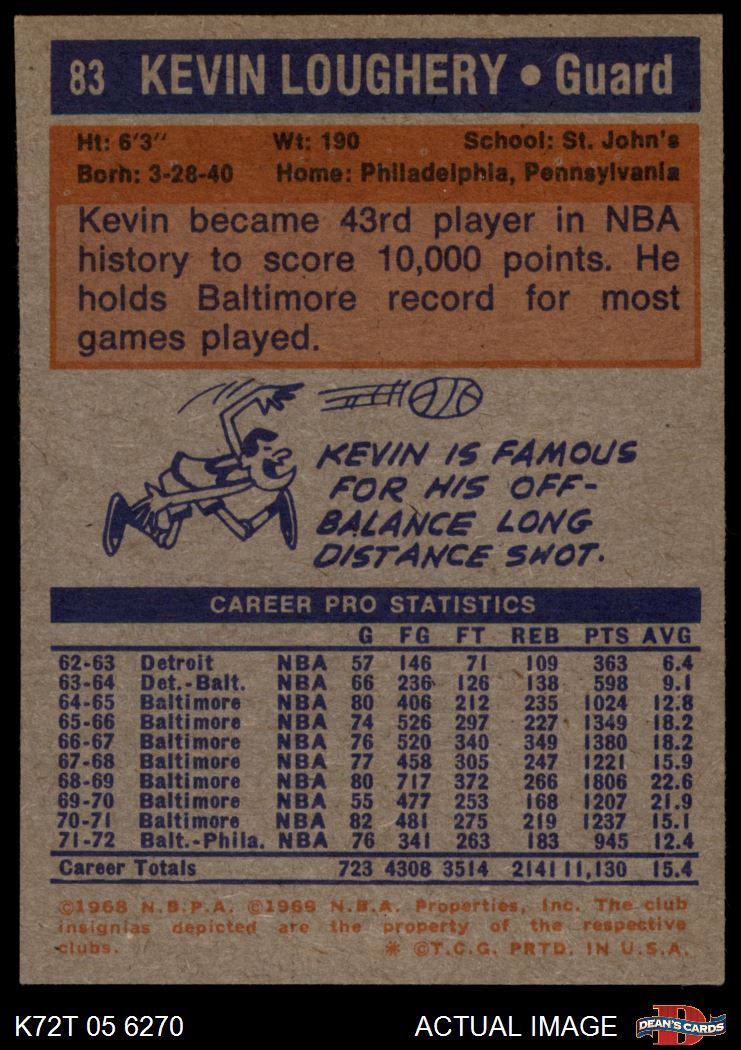 83 KEVIN LOUGHERY • Guard
Ht: 6'3" Wt: 190 School: St. John's
Born: 3-28-40 Home: Philadelphia, Pennsylvania
Kevin became 43rd player in NBA
history to score 10,000 points. He
holds Baltimore record for most
games played.
KEVIN IS FAMOUS
FOR HIS OFF-
BALANCE LONG
DISTANCE SHOT.
CAREER PRO STATISTICS
G FG FT REB PTS AVG
62-63 Detroit NBA 57 146 71 109 363 6.4
63-64 Det.-Balt. NBA 66 236 126 138 598 9.1
64-65 Baltimore NBA 80 406 212 235 1024 12.8
65-66 Baltimore NBA 74 526 297 227 1349 18.2
66-67 Baltimore NBA 76 520 340 349 1380 18.2
67-68 Baltimore NBA 77 458 305 247 1221 15.9
68-69 Baltimore NBA 80 717 372 266 1806 22.6
69-70 Baltimore NBA 55 477 253 168 1207 21.9
70-71 Baltimore NBA 82 481 275 219 1237 15.1
71-72 Balt.-Phila. NBA 76 341 263 183 945 12.4
Career Totals 723 4308 3514 2141 11,130 15.4
©1968 N.B.P.A. ©1969 N.B.A. Properties, Inc. The club
insignias depicted are the property of the respective
clubs. * ©T.C.G. PRTD. IN U.S.A.
K72T 05 6270 ACTUAL IMAGE DEAN'S CARDS